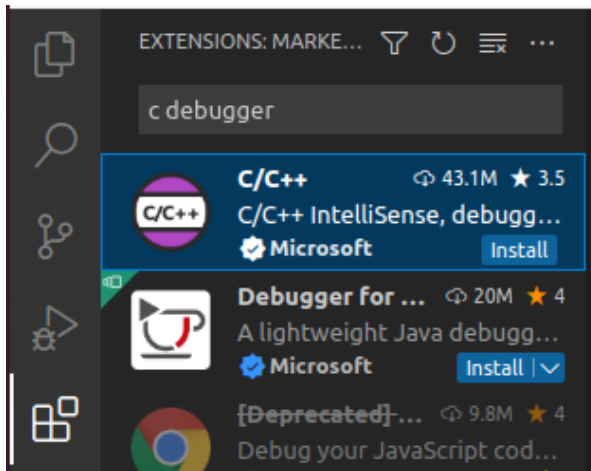 EXTENSIONS: MARKE...
c debugger
C/C++ 43.1M 3.5
C/C++
C/C++ IntelliSense, debugg...
Microsoft Install
Debugger for ... 20M 4
A lightweight Java debugg...
Microsoft Install
[Deprecated] ... 9.8M 4
Debug your JavaScript cod...